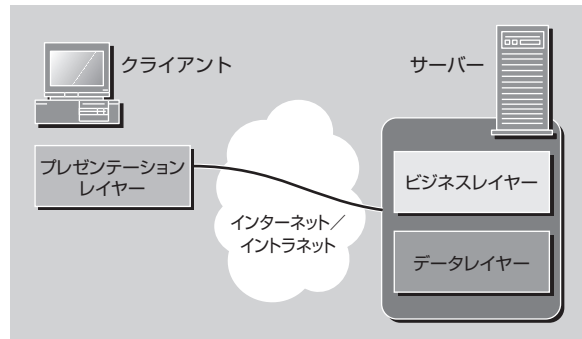 クライアント
サーバー
プレゼンテーション
レイヤー
インターネット／
イントラネット
ビジネスレイヤー
データレイヤー